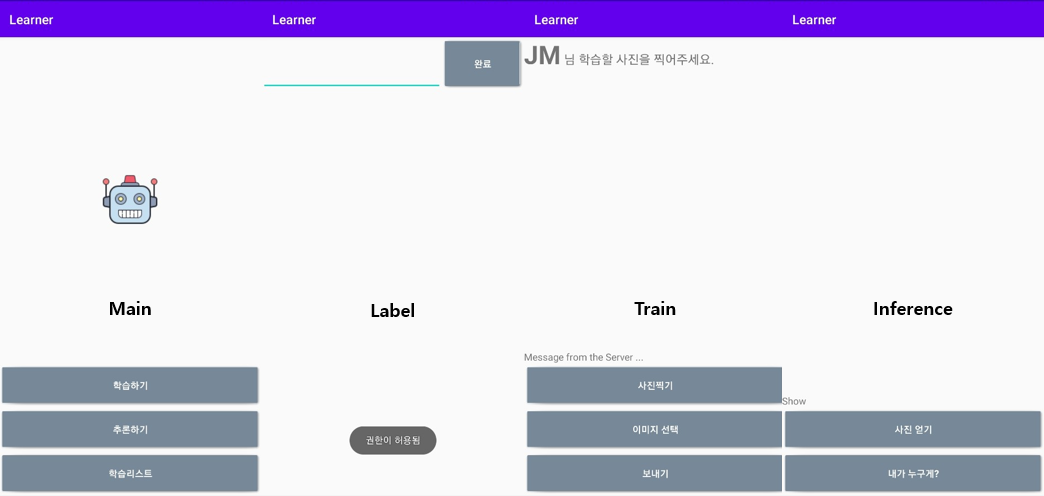 Learner
Main
학습하기
추론하기
학습리스트
Learner
완료
Label
권한이 허용됨
Learner
JM 님 학습할 사진을 찍어주세요.
Train
Message from the Server ...
사진찍기
이미지 선택
보내기
Learner
Inference
Show
사진 얻기
내가 누구게?